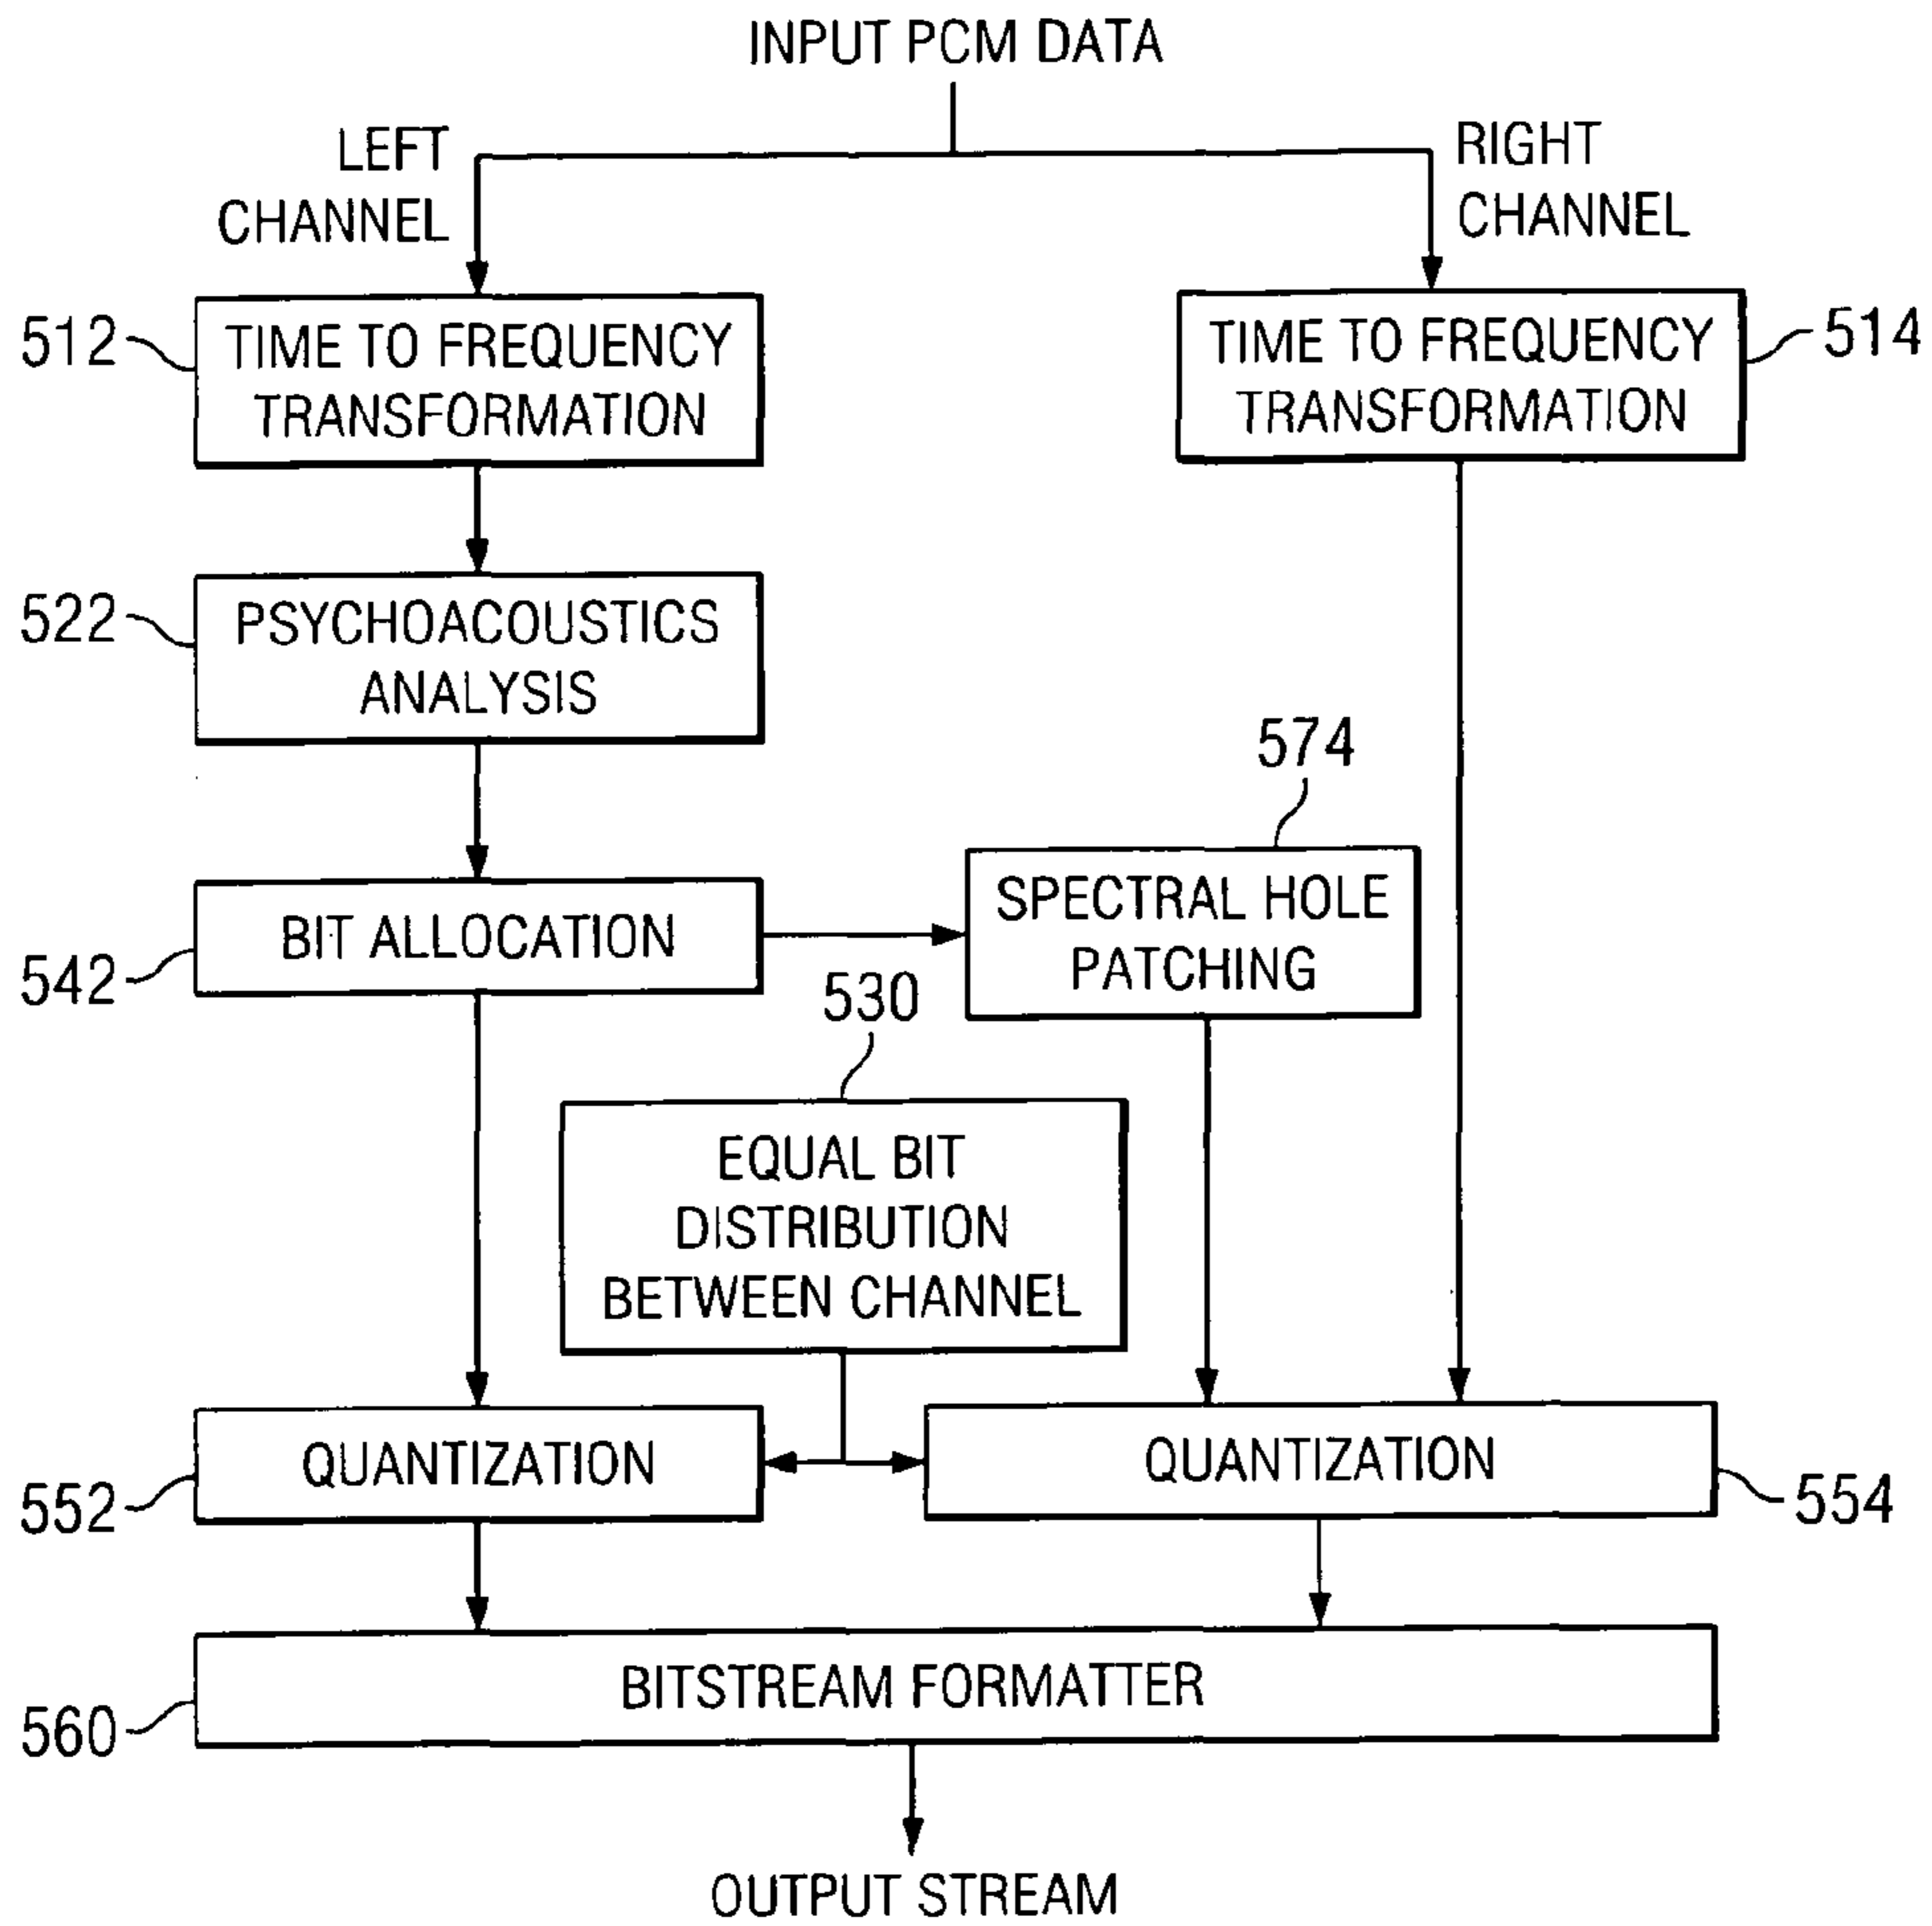 INPUT PCM DATA
LEFT
CHANNEL
RIGHT
CHANNEL
512
TIME TO FREQUENCY
TRANSFORMATION
TIME TO FREQUENCY
TRANSFORMATION
514
522
PSYCHOACOUSTICS
ANALYSIS
574
542
BIT ALLOCATION
SPECTRAL HOLE
PATCHING
530
EQUAL BIT
DISTRIBUTION
BETWEEN CHANNEL
552
QUANTIZATION
QUANTIZATION
554
560
BITSTREAM FORMATTER
OUTPUT STREAM